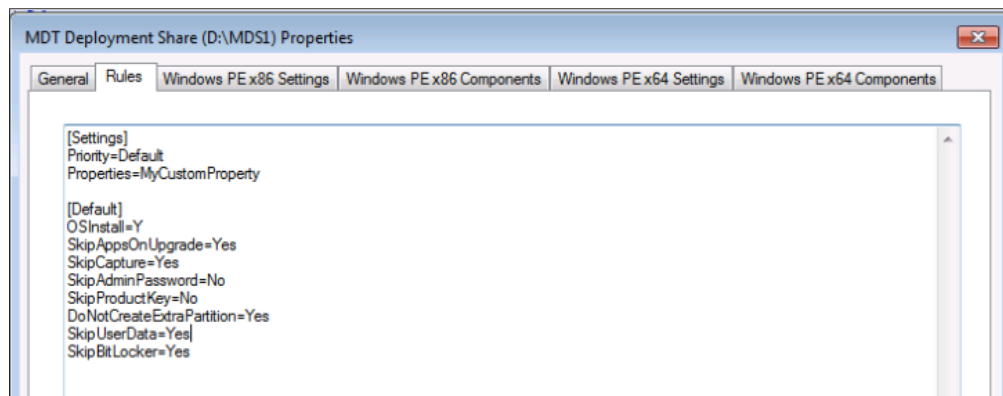 MDT Deployment Share (D:\MDS1) Properties
General Rules Windows PE x86 Settings Windows PE x86 Components Windows PE x64 Settings Windows PE x64 Components
[Settings]
Priority=Default
Properties=MyCustomProperty
[Default]
OSInstall=Y
SkipAppsOnUpgrade=Yes
SkipCapture=Yes
SkipAdminPassword=No
SkipProductKey=No
DoNotCreateExtraPartition=Yes
SkipUserData=Yes
SkipBitLocker=Yes